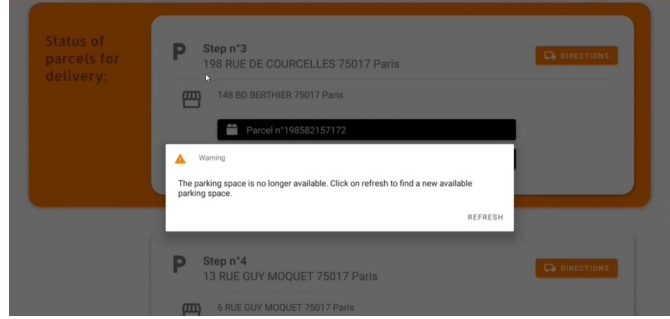 Status of
parcels for
delivery:
P
Step n°3
198 RUE DE COURCELLES 75017 Paris
DIRECTIONS
148 BD BERTHIER 75017 Paris
Parcel n°198582157172
Warning
The parking space is no longer available. Click on refresh to find a new available
parking space.
REFRESH
P
Step n°4
13 RUE GUY MOQUET 75017 Paris
DIRECTIONS
6 RUE GUY MOQUET 75017 Paris